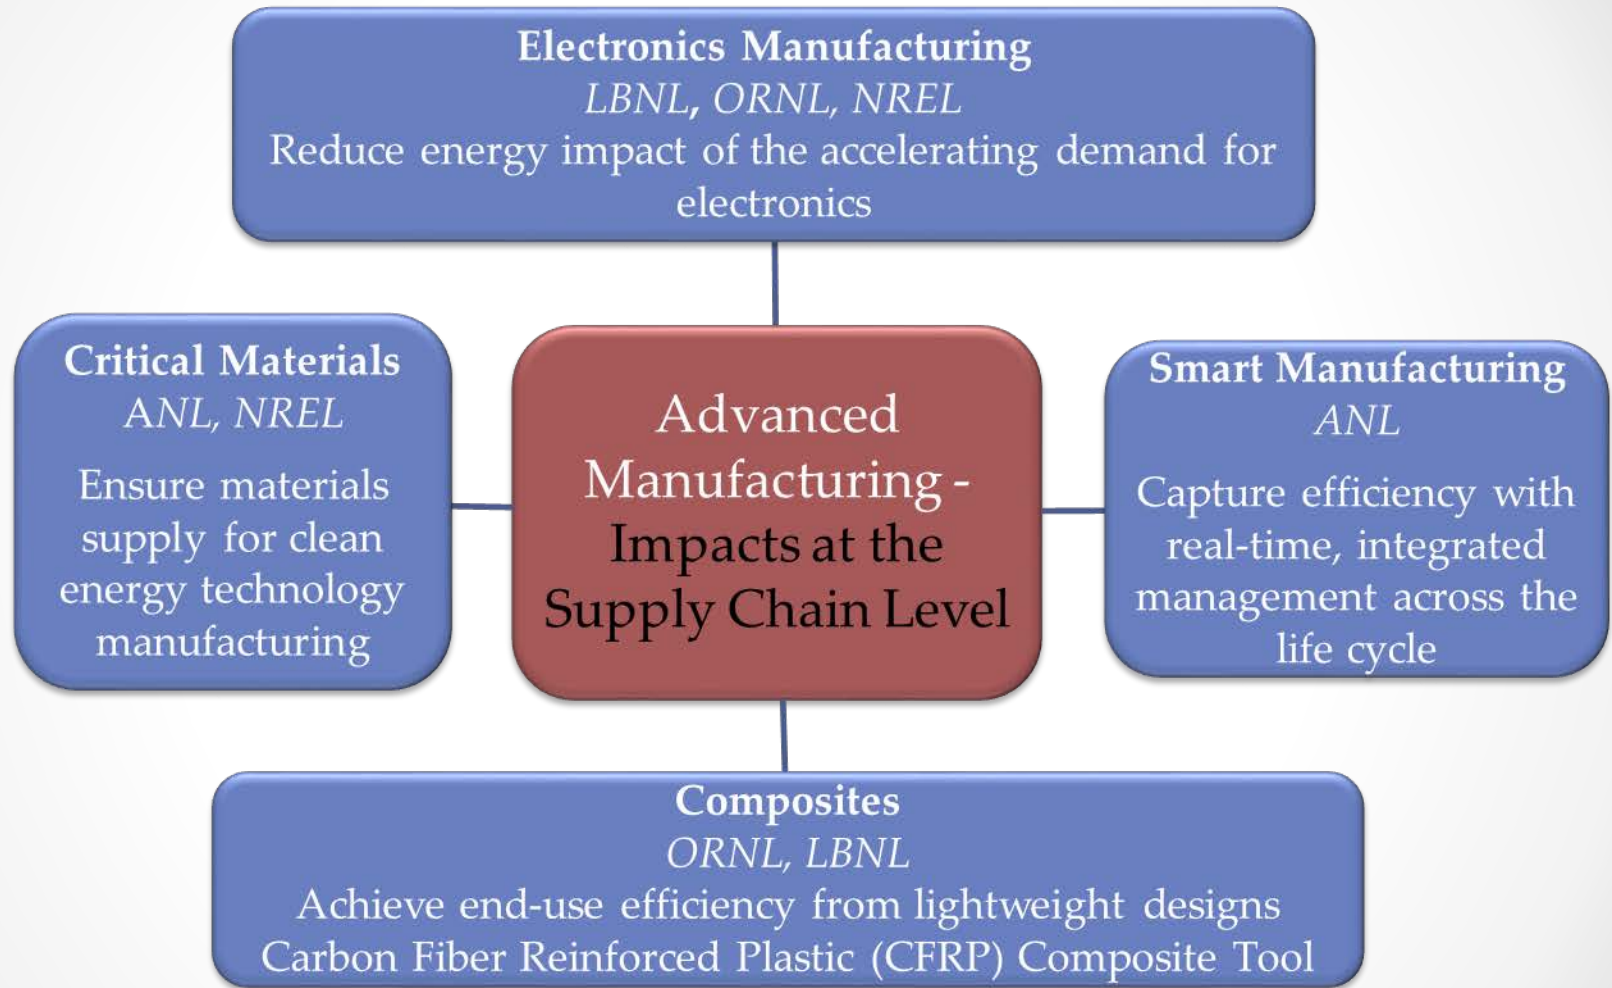 Electronics Manufacturing
LBNL, ORNL, NREL
Reduce energy impact of the accelerating demand for
electronics
Critical Materials
ANL, NREL
Ensure materials
supply for clean
energy technology
manufacturing
Advanced
Manufacturing -
Impacts at the
Supply Chain Level
Smart Manufacturing
ANL
Capture efficiency with
real-time, integrated
management across the
life cycle
Composites
ORNL, LBNL
Achieve end-use efficiency from lightweight designs
Carbon Fiber Reinforced Plastic (CFRP) Composite Tool